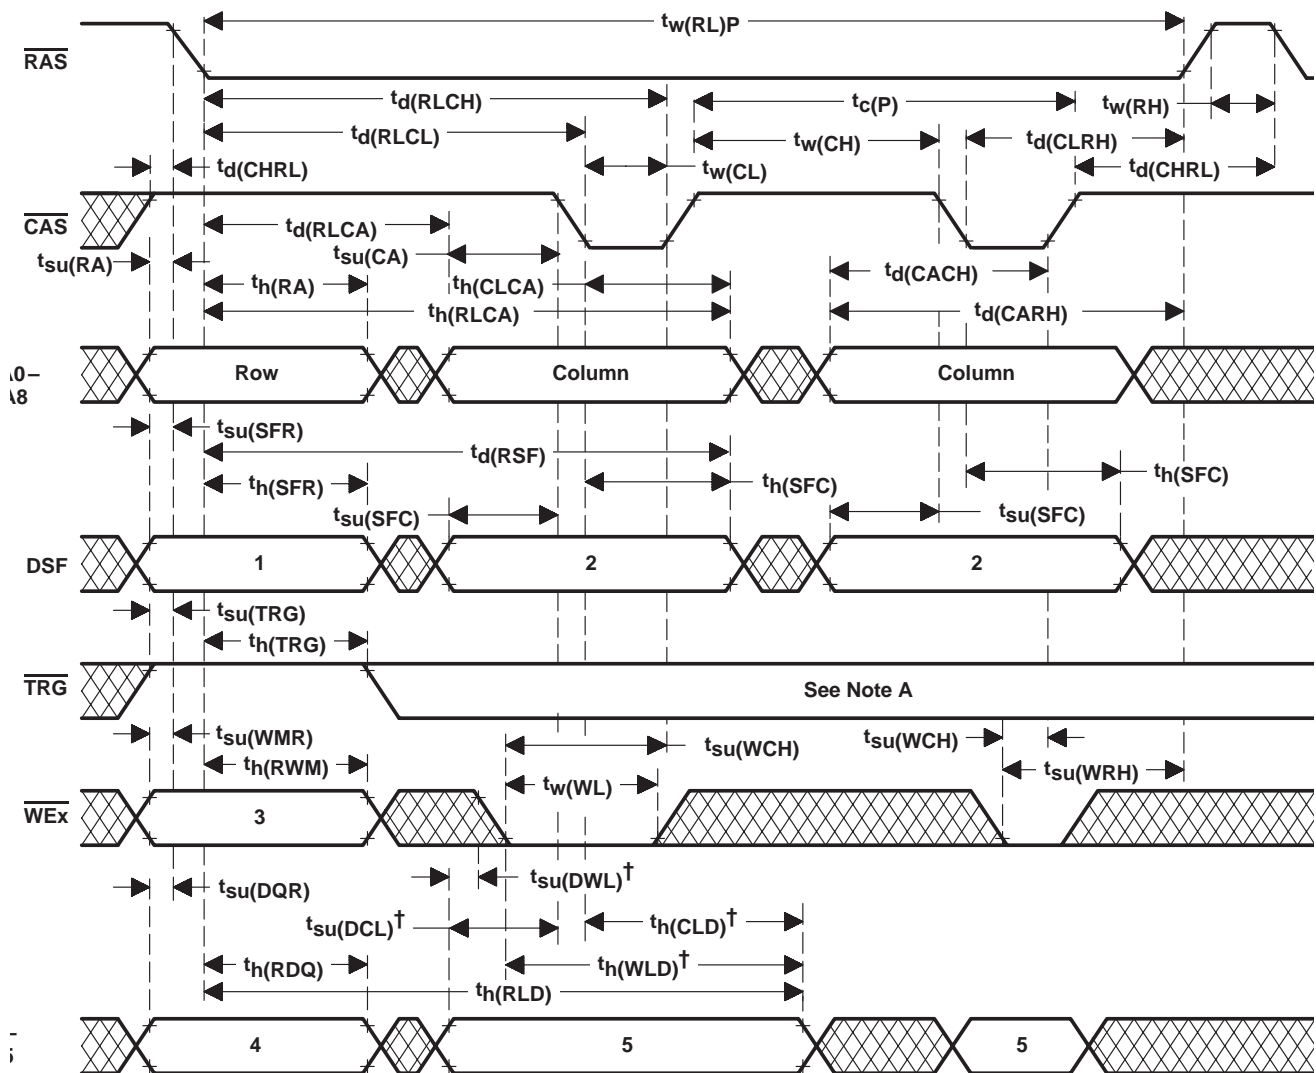 tw(RL)P
RAS
td(RLCH)
tc(P)
tw(RH)
td(RLCL)
tw(CH)
td(CLRH)
td(CHRL)
tw(CL)
td(CHRL)
CAS
td(RLCA)
tsu(RA)
tsu(CA)
th(RA)
th(CLCA)
td(CACH)
th(RLCA)
td(CARH)
Row
Column
Column
tsu(SFR)
td(RSF)
th(SFR)
th(SFC)
th(SFC)
tsu(SFC)
tsu(SFC)
DSF
1
2
2
tsu(TRG)
th(TRG)
TRG
See Note A
tsu(WMR)
tsu(WCH)
tsu(WCH)
th(RWM)
tw(WL)
tsu(WRH)
WEx
3
tsu(DQR)
tsu(DWL)†
tsu(DCL)†
th(CLD)†
th(RDQ)
th(WLD)†
th(RLD)
4
5
5